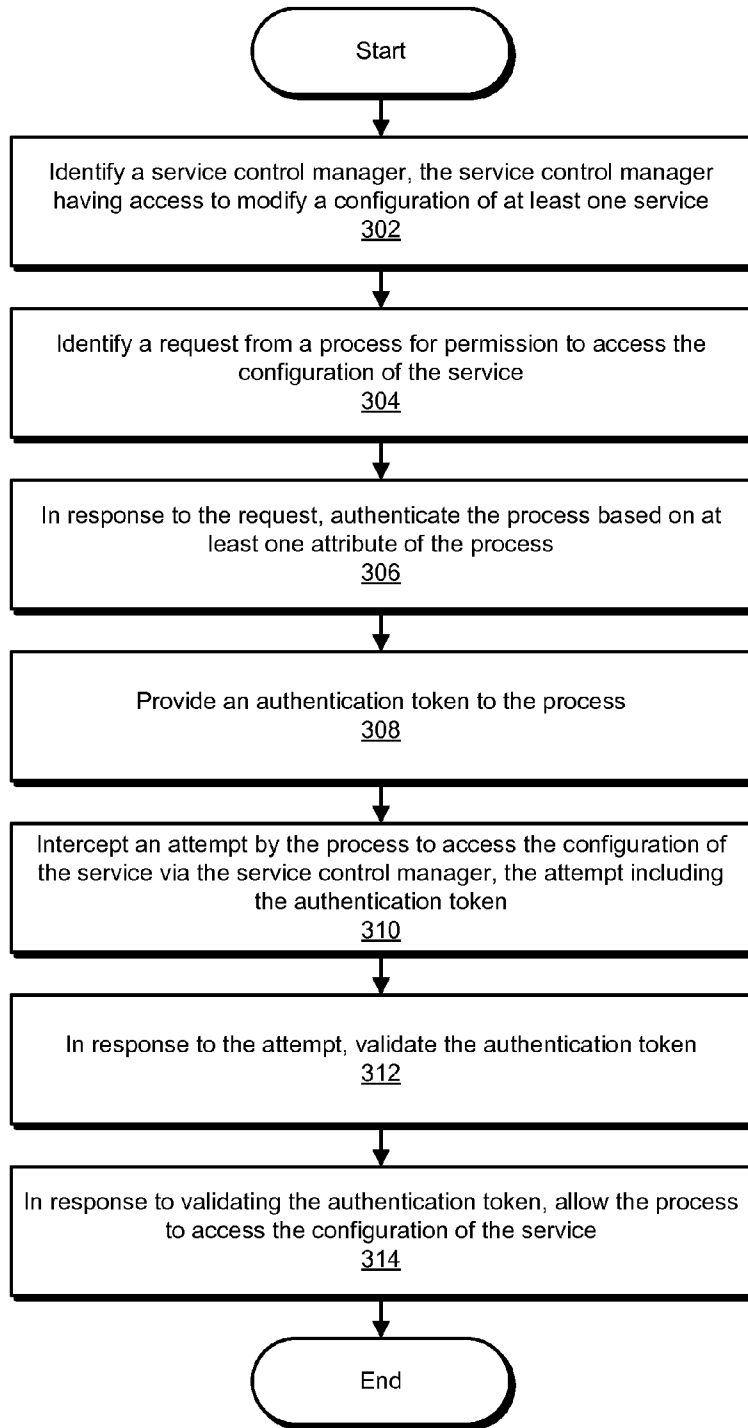 Start
Identify a service control manager, the service control manager
having access to modify a configuration of at least one service
302
Identify a request from a process for permission to access the
configuration of the service
304
In response to the request, authenticate the process based on at
least one attribute of the process
306
Provide an authentication token to the process
308
Intercept an attempt by the process to access the configuration of
the service via the service control manager, the attempt including
the authentication token
310
In response to the attempt, validate the authentication token
312
In response to validating the authentication token, allow the process
to access the configuration of the service
314
End